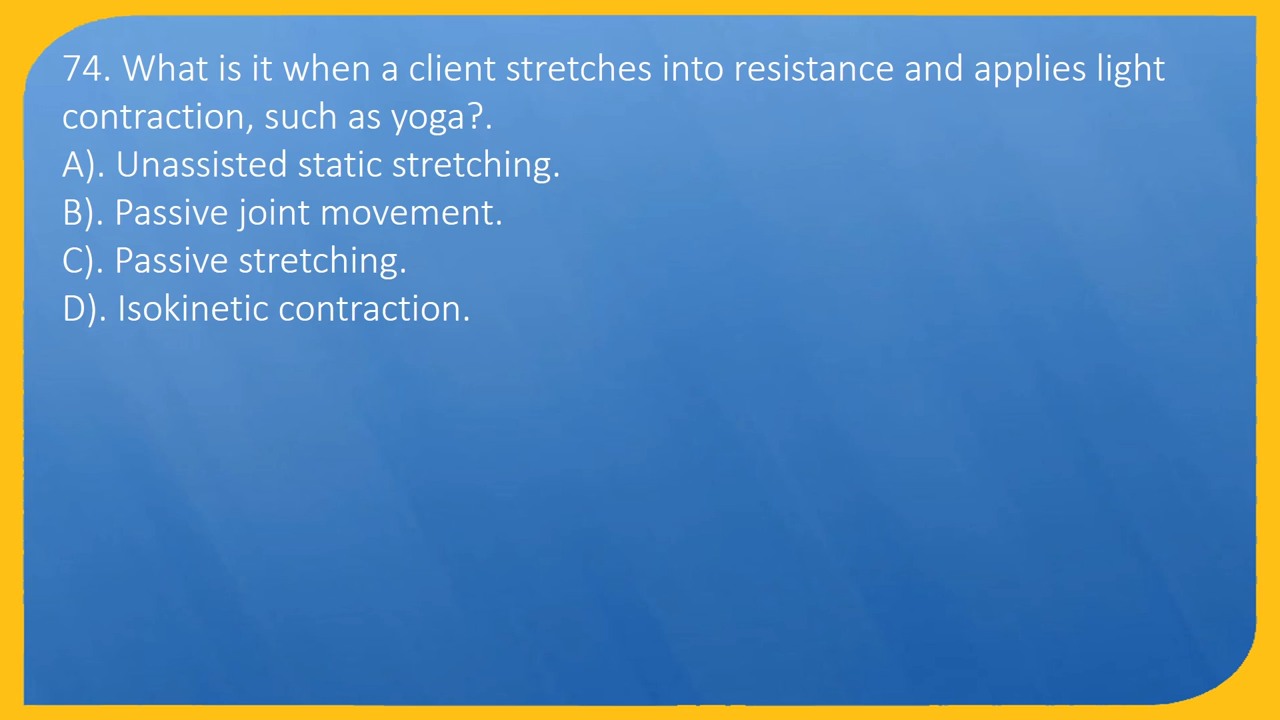 74. What is it when a client stretches into resistance and applies light
contraction, such as yoga?.
A). Unassisted static stretching.
B). Passive joint movement.
C). Passive stretching.
D). Isokinetic contraction.